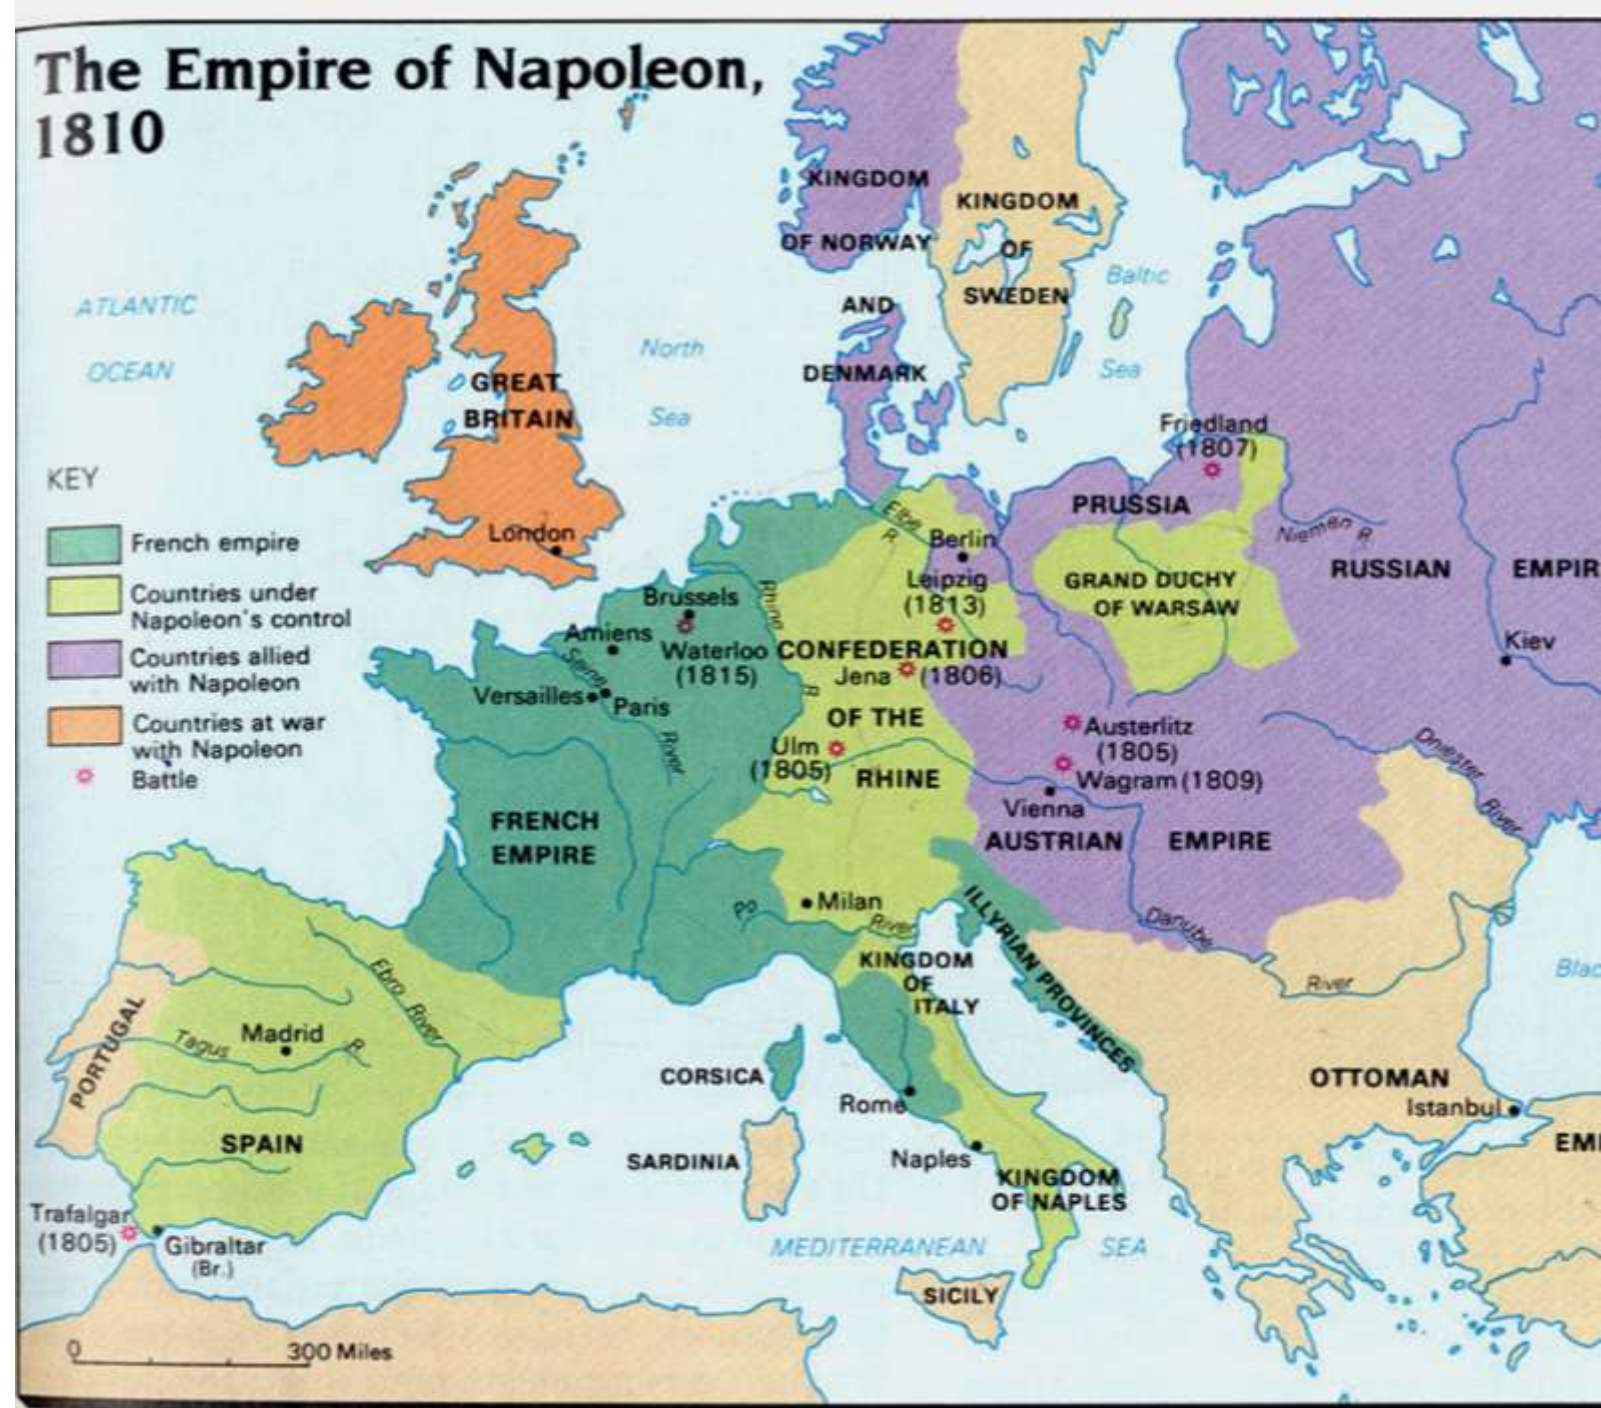 The Empire of Napoleon,
1810
KINGDOM
OF NORWAY
AND
DENMARK
KINGDOM
OF
SWEDEN
Baltic
Sea
ATLANTIC
OCEAN
North
Sea
GREAT
BRITAIN
London
KEY
French empire
Countries under
Napoleon's control
Countries allied
with Napoleon
Countries at war
with Napoleon
Battle
Friedland
(1807)
PRUSSIA
Niemen R.
RUSSIAN EMPIR
Elbe
R.
Berlin
Leipzig
(1813)
GRAND DUCHY
OF WARSAW
Kiev
Brussels
Rhine
R
Amiens
Waterloo
(1815)
Seine
River
Versailles
Paris
CONFEDERATION
OF THE
RHINE
Jena (1806)
Ulm
(1805)
Austerlitz
(1805)
Wagram (1809)
Vienna
AUSTRIAN EMPIRE
Dniester
River
FRENCH
EMPIRE
Milan
Po
River
ILLYRIAN PROVINCES
Danube
River
KINGDOM
OF
ITALY
Blac
PORTUGAL
Ebro River
Madrid
Tagus R.
SPAIN
CORSICA
Rome
SARDINIA
Naples
KINGDOM
OF NAPLES
OTTOMAN
Istanbul
EMI
Trafalgar
(1805)
Gibraltar
(Br.)
MEDITERRANEAN SEA
SICILY
0 300 Miles